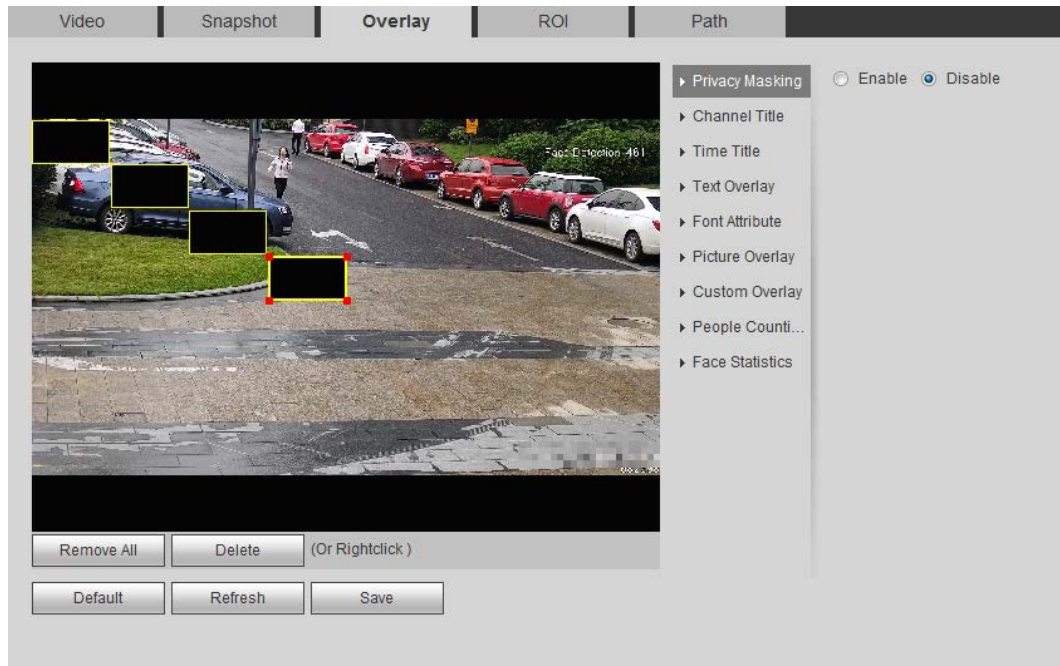 Video Snapshot Overlay ROI Path
Privacy Masking
Enable Disable
Channel Title
Time Title
Text Overlay
Font Attribute
Picture Overlay
Custom Overlay
People Counti...
Face Statistics
Face Detection 461
Remove All Delete (Or Rightclick )
Default Refresh Save